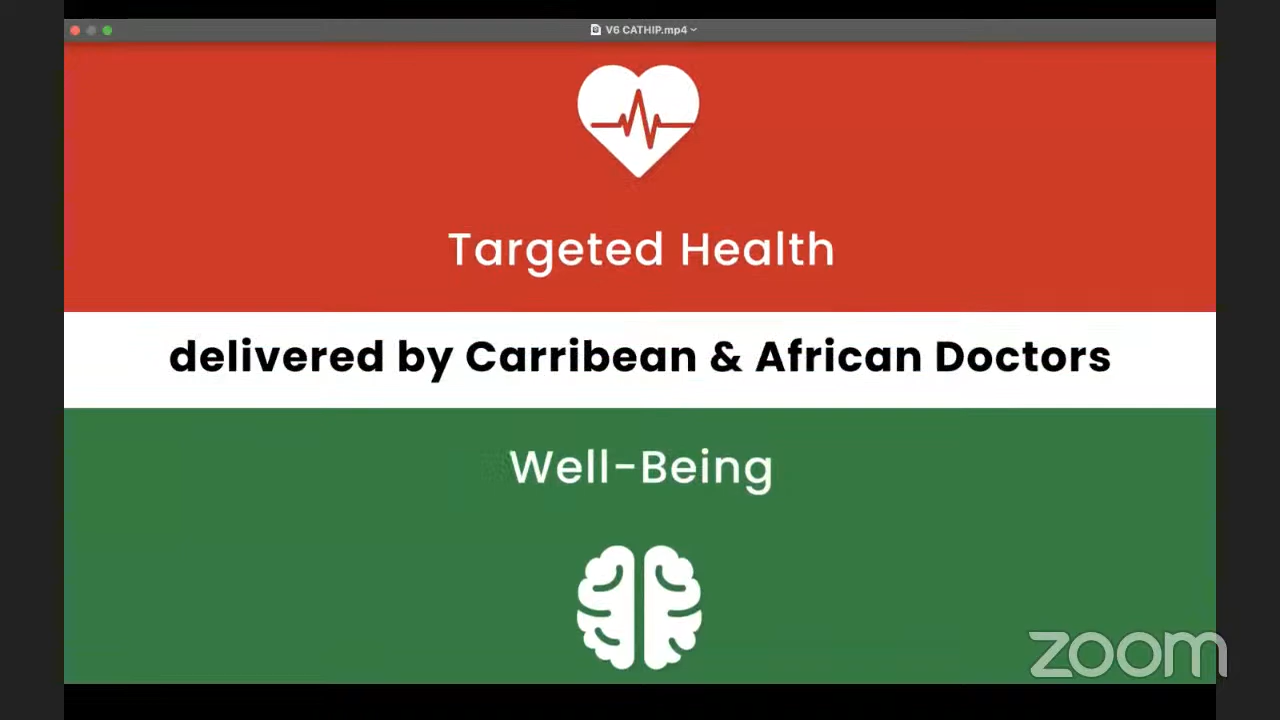 V6 CATHIP.mp4
Targeted Health
delivered by Carribean & African Doctors
Well-Being
zoom